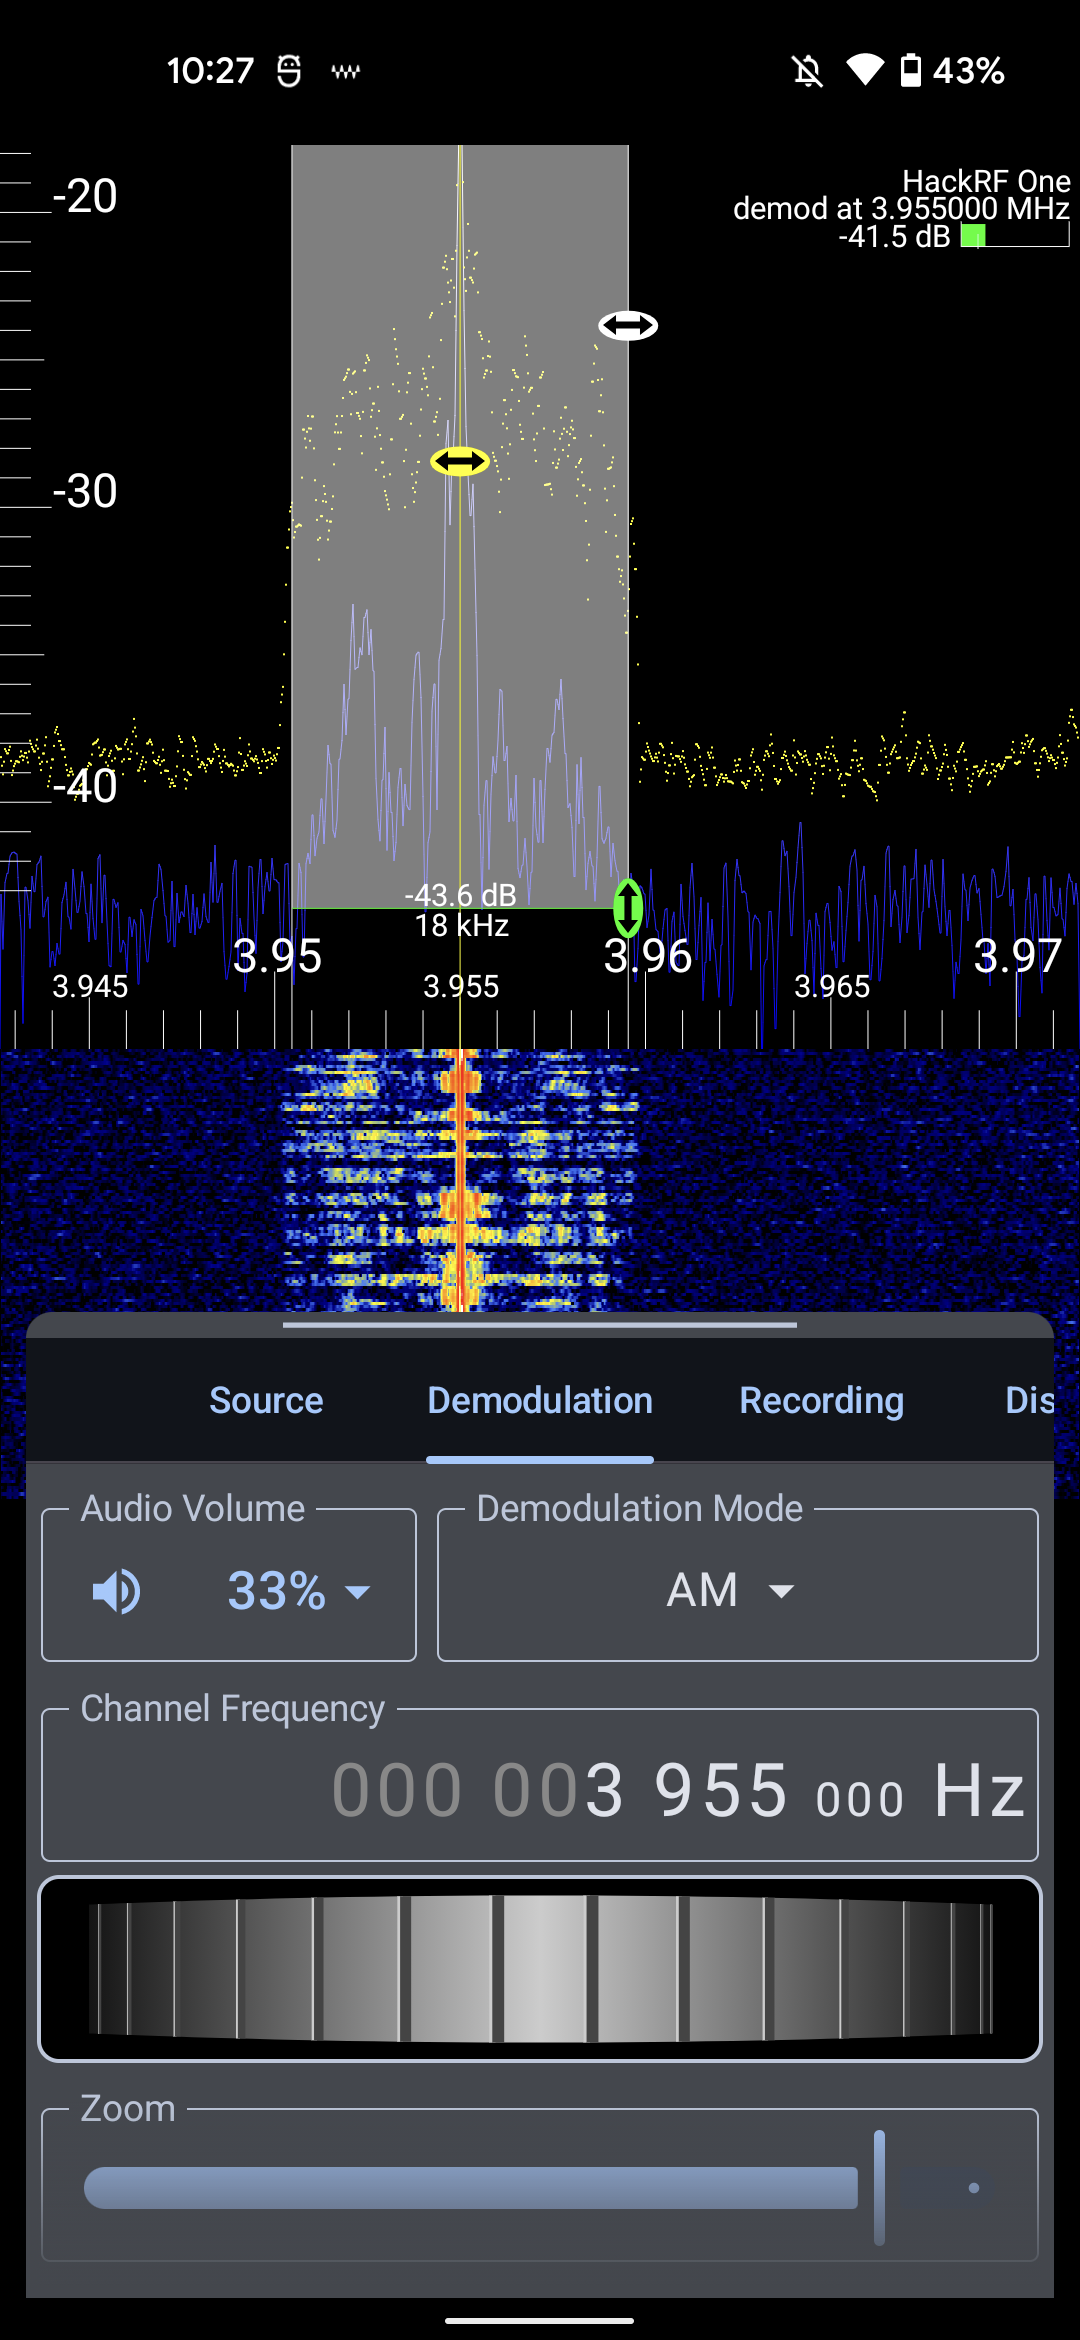 10:27
43%
-20
HackRF One
demod at 3.955000 MHz
-41.5 dB
-30
-40
-43.6 dB
18 kHz
3.95 3.96 3.97
3.945 3.955 3.965
Source Demodulation Recording Dis
Audio Volume Demodulation Mode
33% AM
Channel Frequency
000 003 955 000 Hz
Zoom